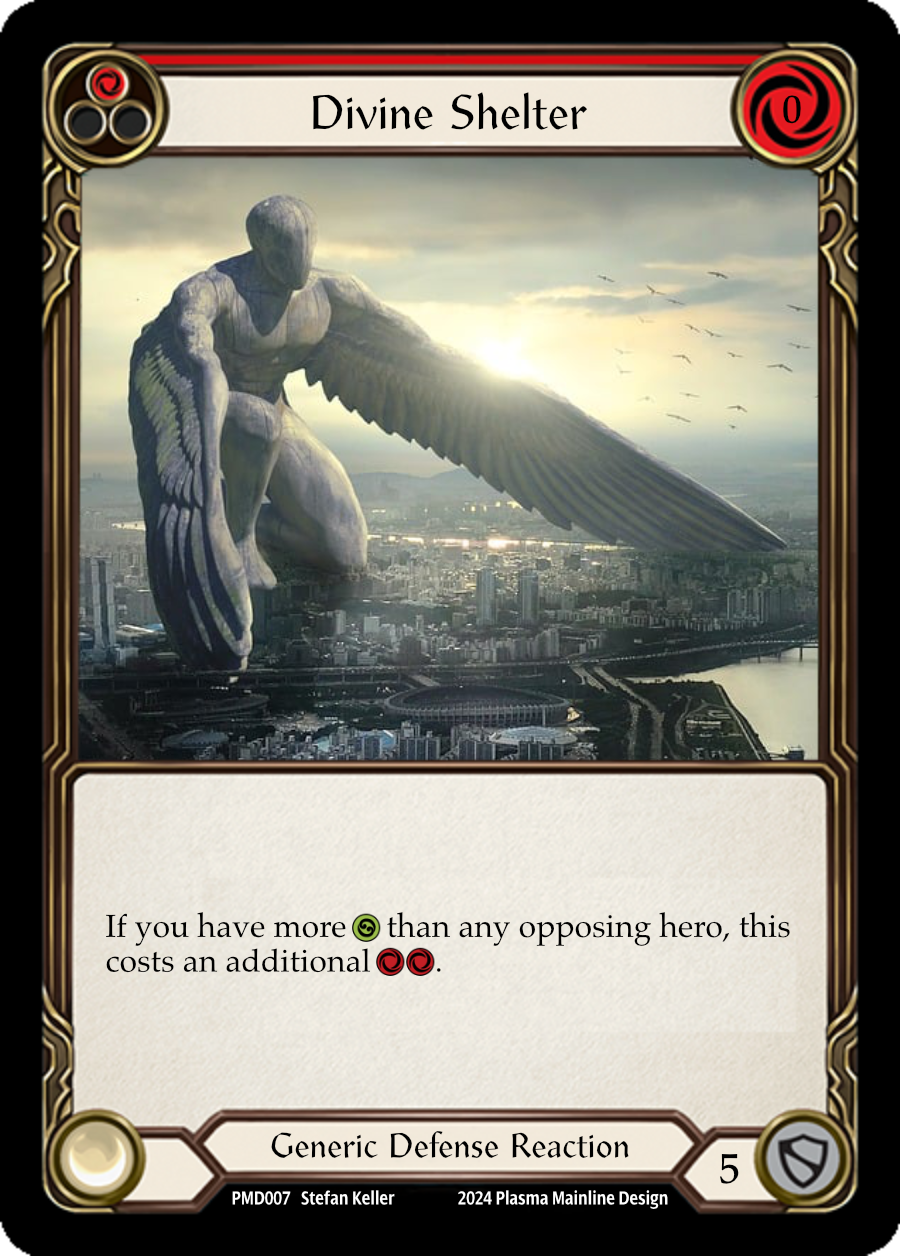 Divine Shelter
0
If you have more than any opposing hero, this
costs an additional .
Generic Defense Reaction
5
PMD007 Stefan Keller 2024 Plasma Mainline Design